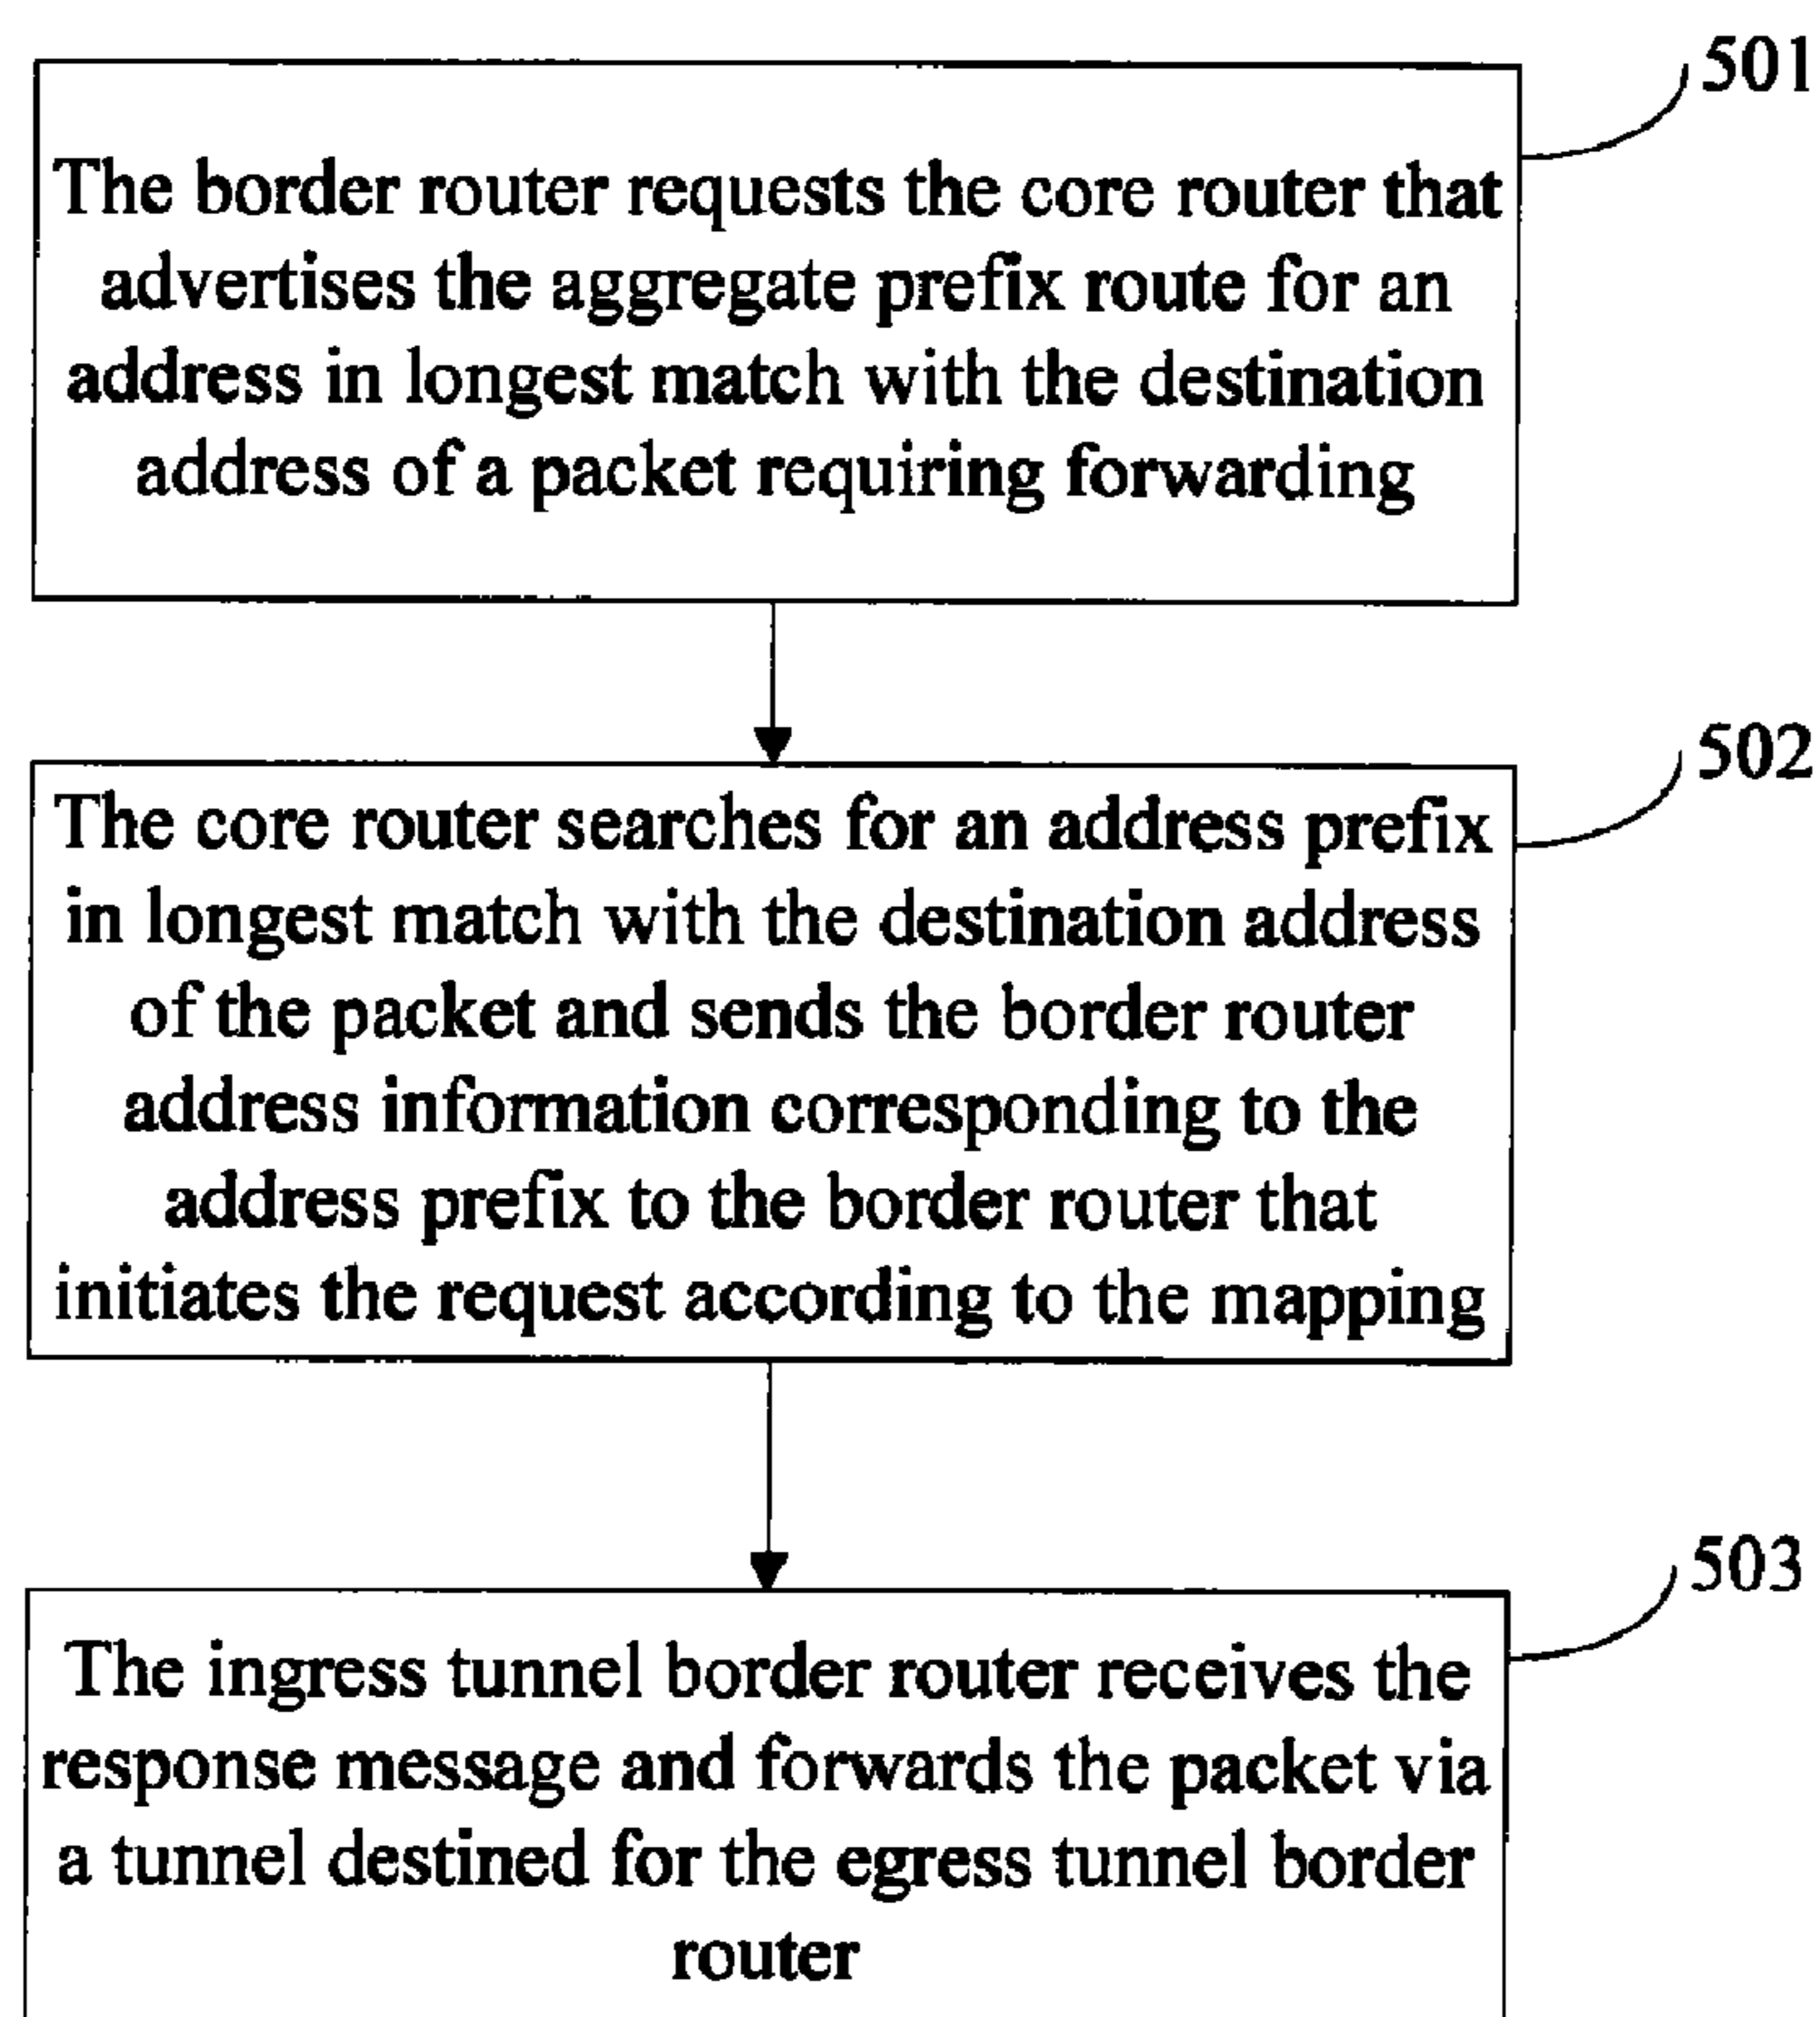 501
The border router requests the core router that
advertises the aggregate prefix route for an
address in longest match with the destination
address of a packet requiring forwarding
502
The core router searches for an address prefix
in longest match with the destination address
of the packet and sends the border router
address information corresponding to the
address prefix to the border router that
initiates the request according to the mapping
503
The ingress tunnel border router receives the
response message and forwards the packet via
a tunnel destined for the egress tunnel border
router